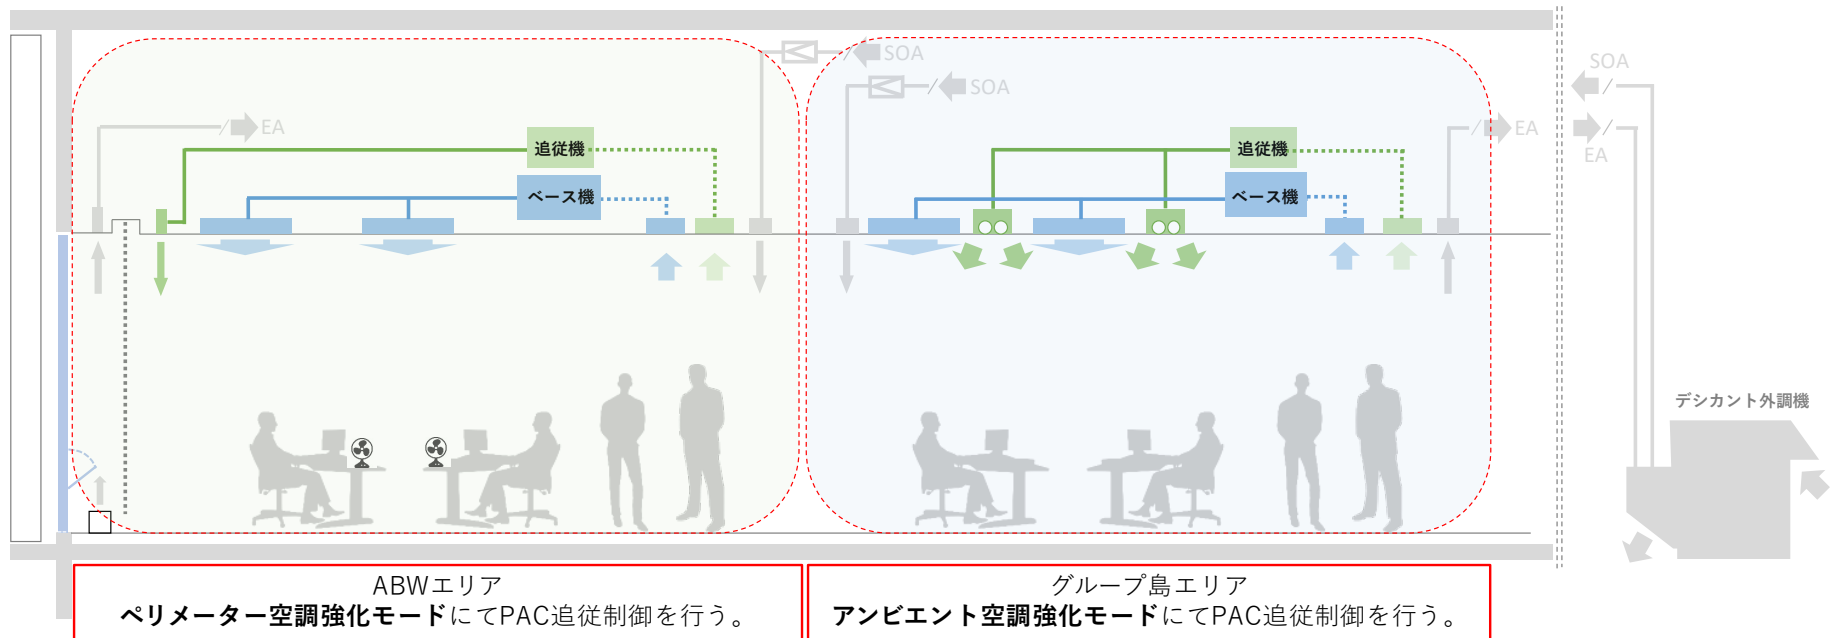 SOA
SOA
SOA
EA
EA
EA
追従機
追従機
ベース機
ベース機
デシカント外調機
ABWエリア
ペリメーター空調強化モードにてPAC追従制御を行う。
グループ島エリア
アンビエント空調強化モードにてPAC追従制御を行う。